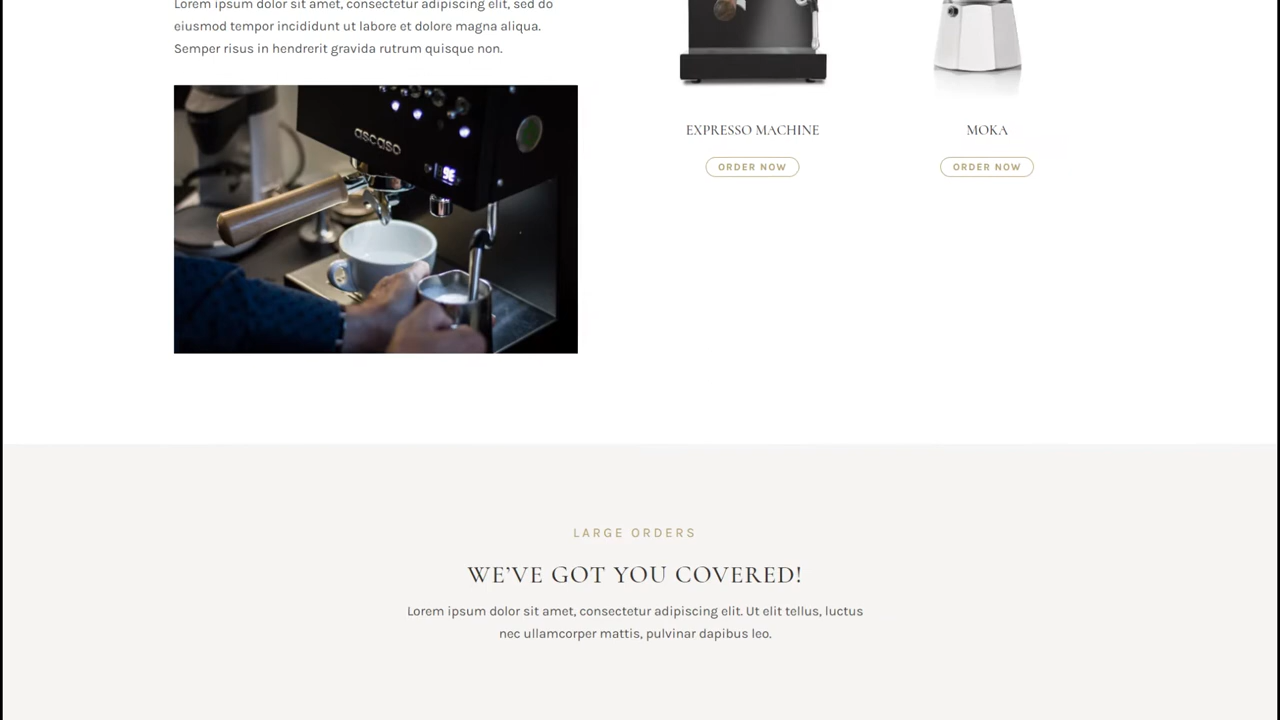 Lorem ipsum dolor sit amet, consectetur adipiscing elit, sed do
eiusmod tempor incididunt ut labore et dolore magna aliqua.
Semper risus in hendrerit gravida rutrum quisque non.
ascaso
EXPRESSO MACHINE
ORDER NOW
MOKA
ORDER NOW
LARGE ORDERS
WE’VE GOT YOU COVERED!
Lorem ipsum dolor sit amet, consectetur adipiscing elit. Ut elit tellus, luctus
nec ullamcorper mattis, pulvinar dapibus leo.